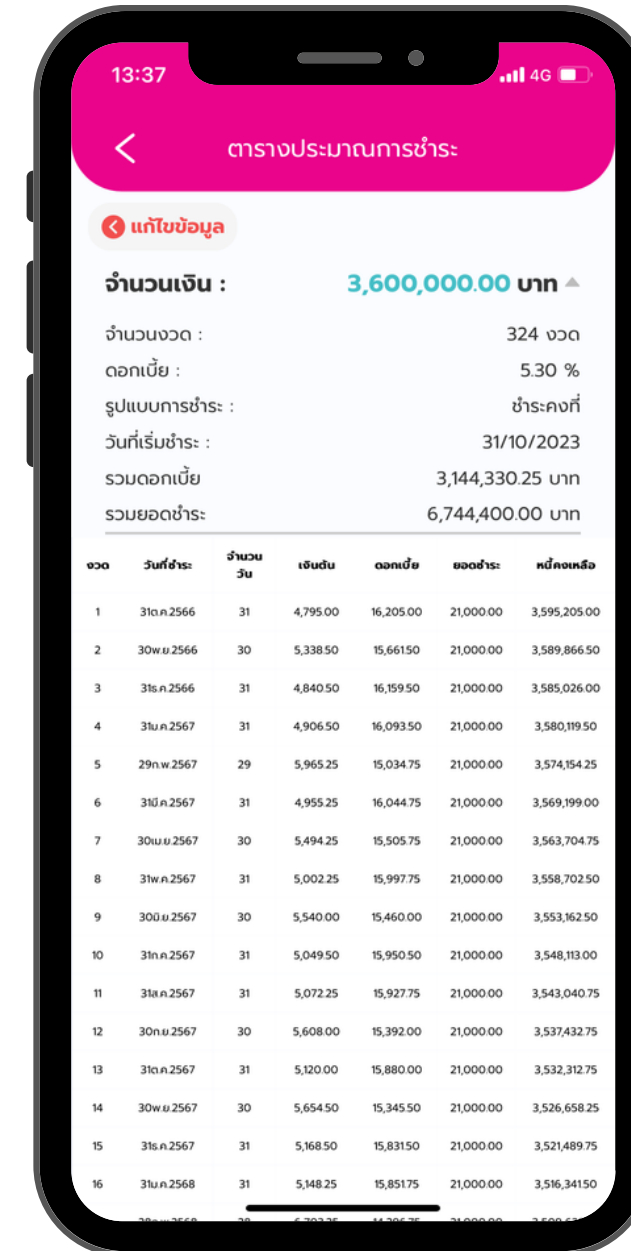 13:37 4G
ตารางประมาณการชำระ
แก้ไขข้อมูล
จำนวนเงิน : 3,600,000.00 บาท
จำนวนงวด : 324 งวด
ดอกเบี้ย : 5.30 %
รูปแบบการชำระ : ชำระคงที่
วันที่เริ่มชำระ : 31/10/2023
รวมดอกเบี้ย 3,144,330.25 บาท
รวมยอดชำระ 6,744,400.00 บาท
งวด วันที่ชำระ จำนวนวัน เงินต้น ดอกเบี้ย ยอดชำระ หนี้คงเหลือ
1 31ต.ค.2566 31 4,795.00 16,205.00 21,000.00 3,595,205.00
2 30พ.ย.2566 30 5,338.50 15,661.50 21,000.00 3,589,866.50
3 31ธ.ค.2566 31 4,840.50 16,159.50 21,000.00 3,585,026.00
4 31ม.ค.2567 31 4,906.50 16,093.50 21,000.00 3,580,119.50
5 29ก.พ.2567 29 5,965.25 15,034.75 21,000.00 3,574,154.25
6 31มี.ค.2567 31 4,955.25 16,044.75 21,000.00 3,569,199.00
7 30เม.ย.2567 30 5,494.25 15,505.75 21,000.00 3,563,704.75
8 31พ.ค.2567 31 5,002.25 15,997.75 21,000.00 3,558,702.50
9 30มิ.ย.2567 30 5,540.00 15,460.00 21,000.00 3,553,162.50
10 31ก.ค.2567 31 5,049.50 15,950.50 21,000.00 3,548,113.00
11 31ส.ค.2567 31 5,072.25 15,927.75 21,000.00 3,543,040.75
12 30ก.ย.2567 30 5,608.00 15,392.00 21,000.00 3,537,432.75
13 31ต.ค.2567 31 5,120.00 15,880.00 21,000.00 3,532,312.75
14 30พ.ย.2567 30 5,654.50 15,345.50 21,000.00 3,526,658.25
15 31ธ.ค.2567 31 5,168.50 15,831.50 21,000.00 3,521,489.75
16 31ม.ค.2568 31 5,148.25 15,851.75 21,000.00 3,516,341.50